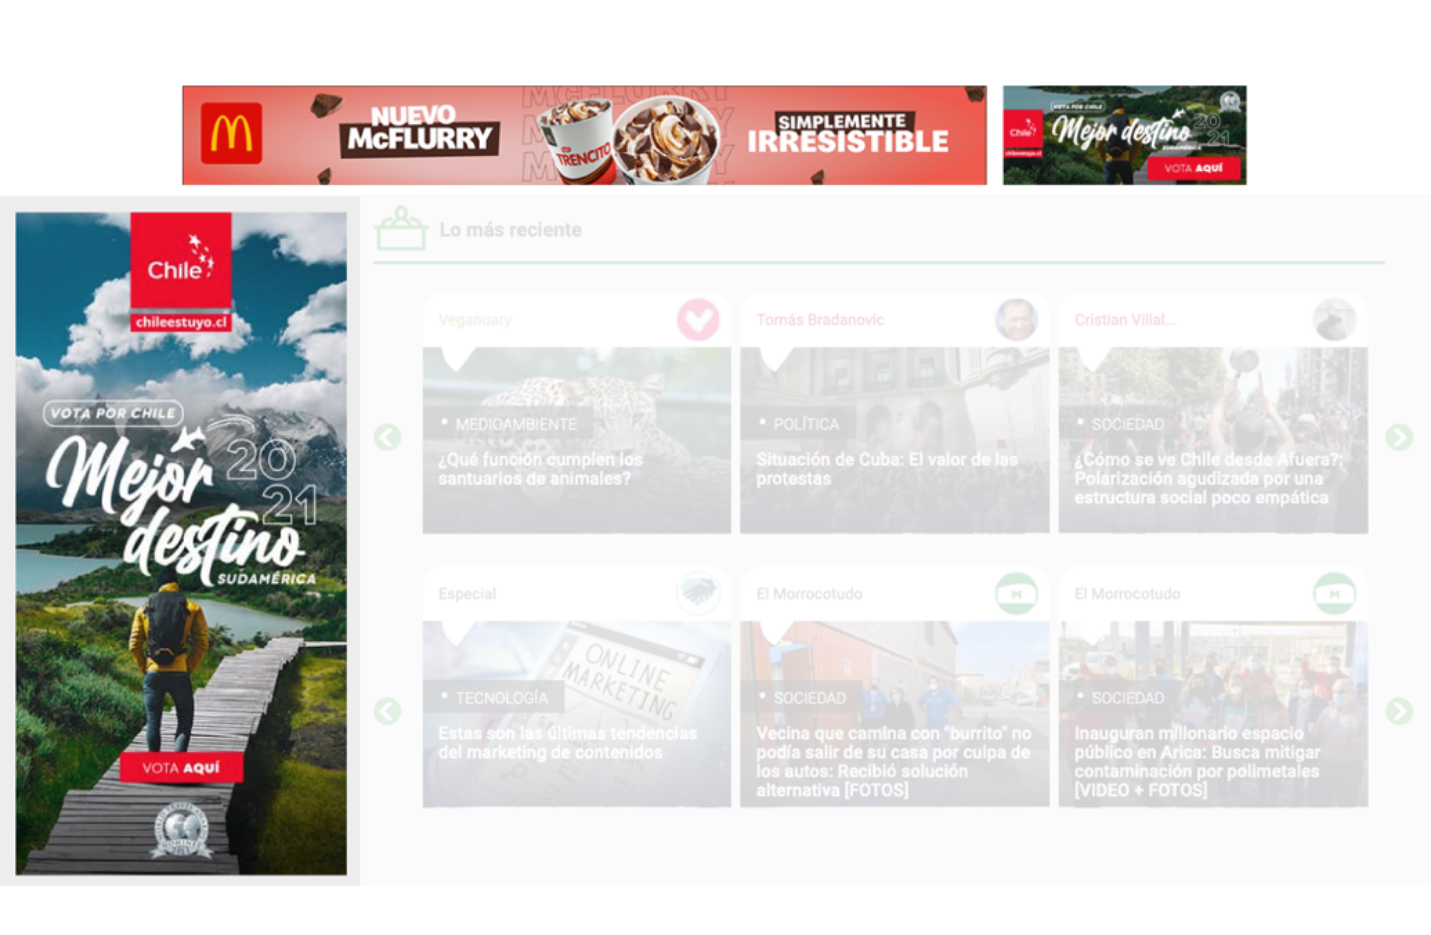 NUEVO
McFLURRY
McFLURRY
TRENCITO
SIMPLEMENTE
IRRESISTIBLE
VOTA POR CHILE
Chile
chileestuyo.cl
Mejor destino
20
21
SUDAMÉRICA
VOTA AQUÍ
Chile
chileestuyo.cl
VOTA POR CHILE
Mejor
20
21
destino
SUDAMÉRICA
VOTA AQUÍ
Lo más reciente
Veganuary
MEDIOAMBIENTE
¿Qué función cumplen los
santuarios de animales?
Tomás Bradanovic
POLÍTICA
Situación de Cuba: El valor de las
protestas
Cristian Villal...
SOCIEDAD
¿Cómo se ve Chile desde Afuera?:
Polarización agudizada por una
estructura social poco empática
Especial
ONLINE
MARKETING
TECNOLOGÍA
Estas son las últimas tendencias
del marketing de contenidos
El Morrocotudo
M
SOCIEDAD
Vecina que camina con "burrito" no
podía salir de su casa por culpa de
los autos: Recibió solución
alternativa [FOTOS]
El Morrocotudo
M
SOCIEDAD
Inauguran millonario espacio
público en Arica: Busca mitigar
contaminación por polimetales
[VIDEO + FOTOS]